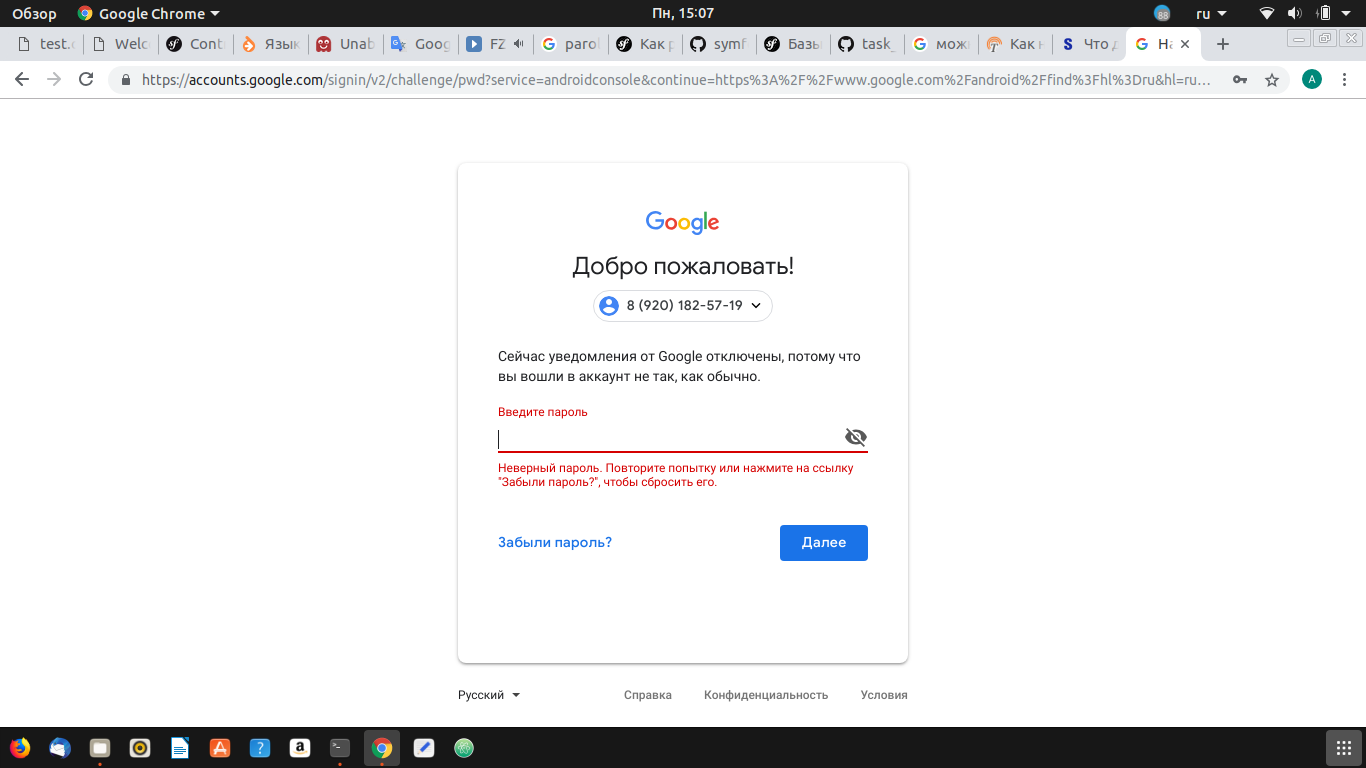 Обзор Google Chrome Пн, 15:07 88 ru
test. Welc Cont Язык Unab Goog FZ parol Как р symf Базы task_ мож Как Что д На
https://accounts.google.com/signin/v2/challenge/pwd?service=androidconsole&continue=https%3A%2F%2Fwww.google.com%2Fandroid%2Ffind%3Fhl%3Dru&hl=ru... A
Google
Добро пожаловать!
8 (920) 182-57-19
Сейчас уведомления от Google отключены, потому что
вы вошли в аккаунт не так, как обычно.
Введите пароль
Неверный пароль. Повторите попытку или нажмите на ссылку
"Забыли пароль?", чтобы сбросить его.
Забыли пароль? Далее
Русский Справка Конфиденциальность Условия